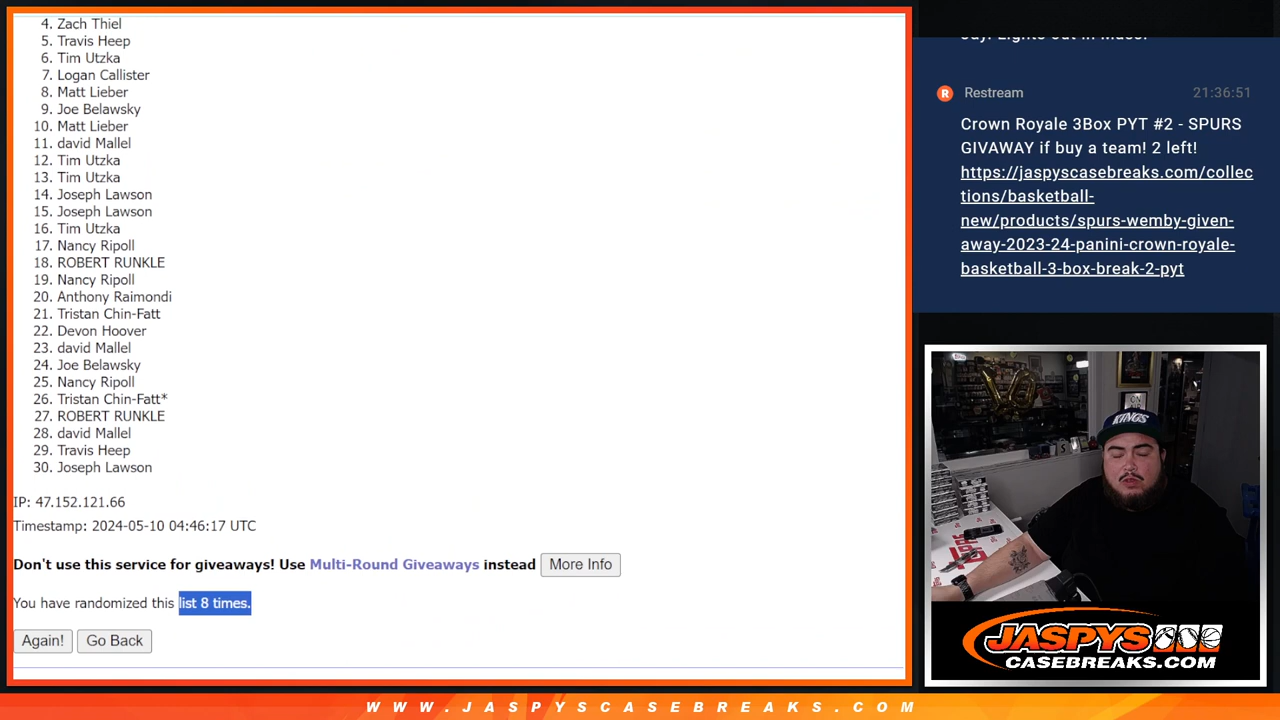 4. Zach Thiel
5. Travis Heep
6. Tim Utzka
7. Logan Callister
8. Matt Lieber
9. Joe Belawsky
10. Matt Lieber
11. david Mallel
12. Tim Utzka
13. Tim Utzka
14. Joseph Lawson
15. Joseph Lawson
16. Tim Utzka
17. Nancy Ripoll
18. ROBERT RUNKLE
19. Nancy Ripoll
20. Anthony Raimondi
21. Tristan Chin-Fatt
22. Devon Hoover
23. david Mallel
24. Joe Belawsky
25. Nancy Ripoll
26. Tristan Chin-Fatt*
27. ROBERT RUNKLE
28. david Mallel
29. Travis Heep
30. Joseph Lawson
IP: 47.152.121.66
Timestamp: 2024-05-10 04:46:17 UTC
Don't use this service for giveaways! Use Multi-Round Giveaways instead More Info
You have randomized this list 8 times.
Again! Go Back
R Restream 21:36:51
Crown Royale 3Box PYT #2 - SPURS
GIVAWAY if buy a team! 2 left!
https://jaspyscasebreaks.com/collec
tions/basketball-
new/products/spurs-wemby-given-
away-2023-24-panini-crown-royale-
basketball-3-box-break-2-pyt
KINGS
JASPYS
CASEBREAKS.COM
WWW.JASPYSCASEBREAKS.COM